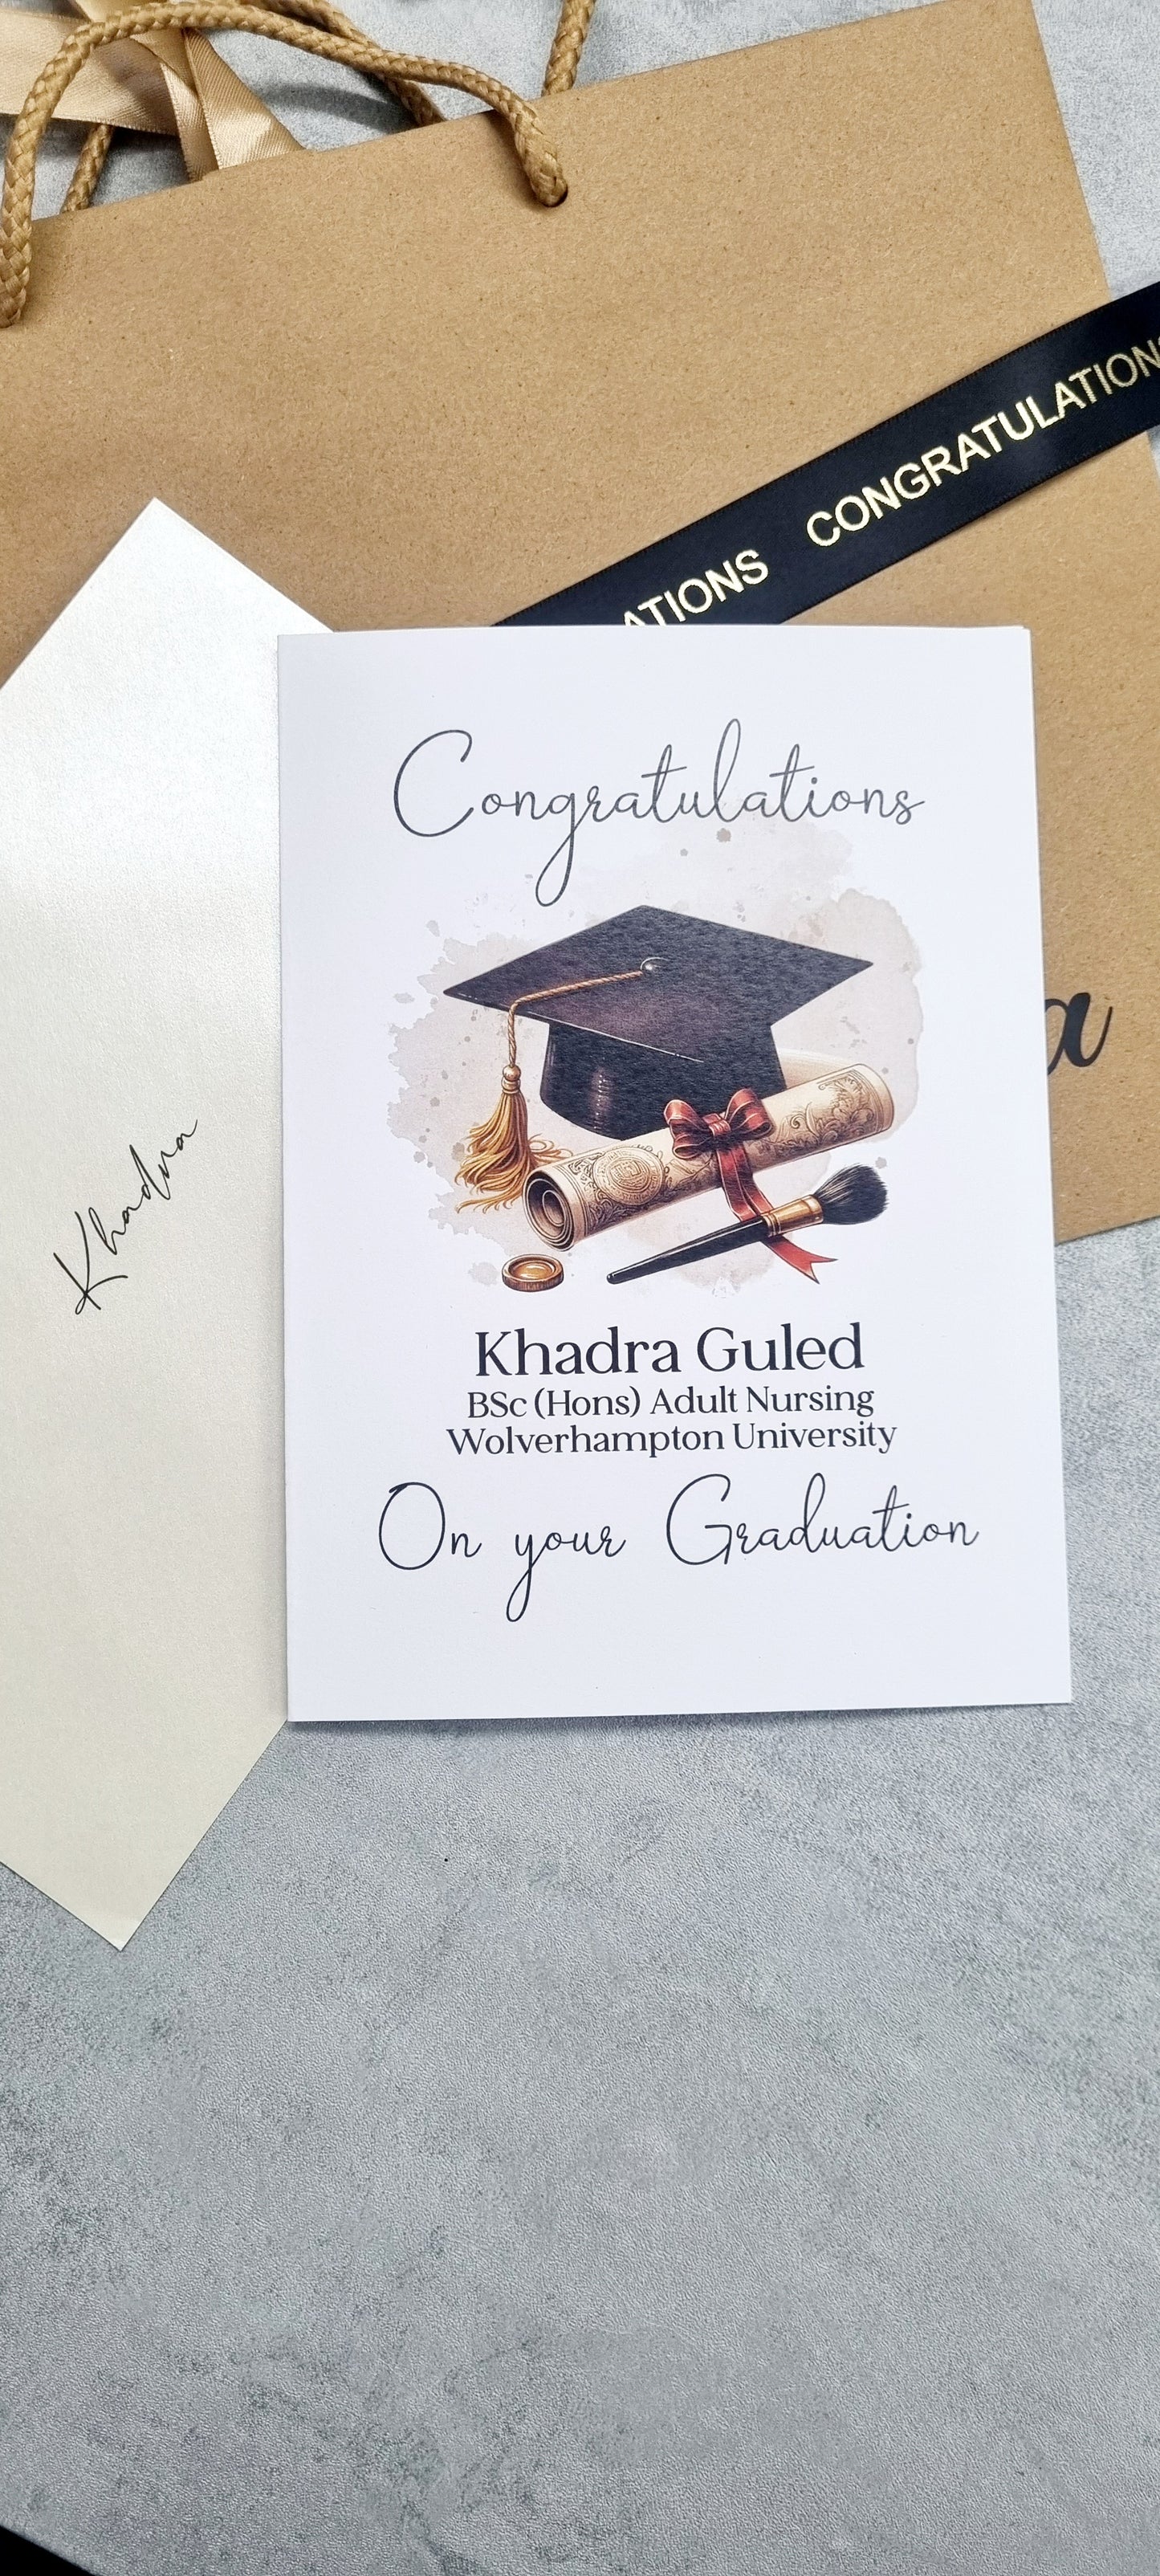 CONGRATULATIONS
ATIONS
Congratulations
Khadra
Khadra Guled
BSc (Hons) Adult Nursing
Wolverhampton University
On your Graduation
a